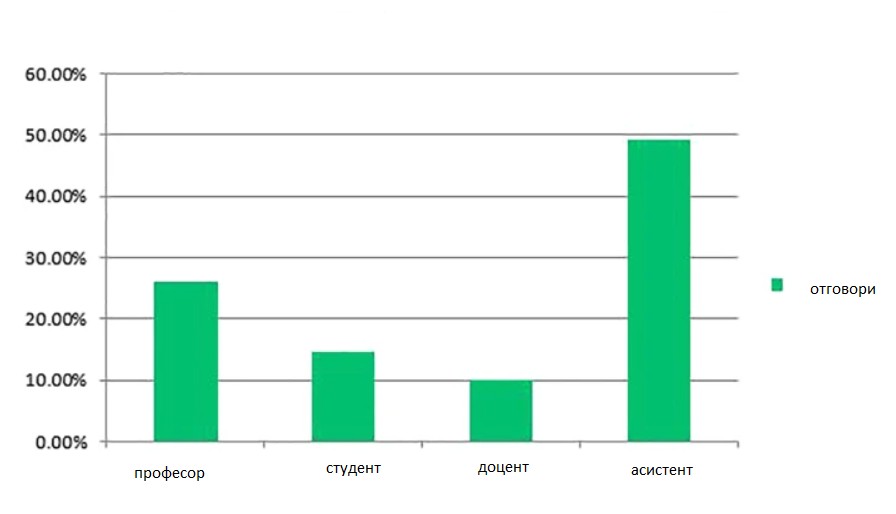 60.00%
50.00%
40.00%
30.00%
20.00%
10.00%
0.00%
професор
студент
доцент
асистент
отговори